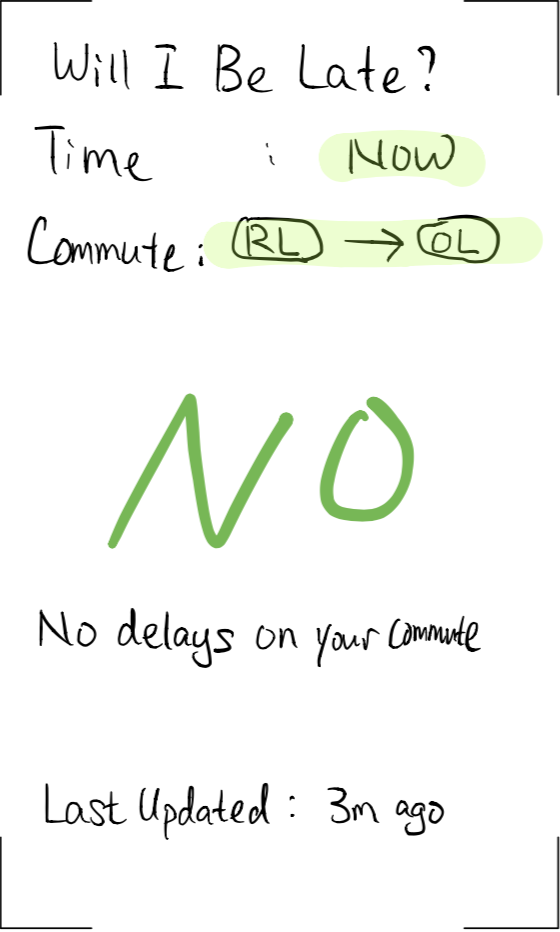 Will I Be Late?
Time : NOW
Commute: RL → OL
NO
No delays on your commute
Last Updated: 3m ago